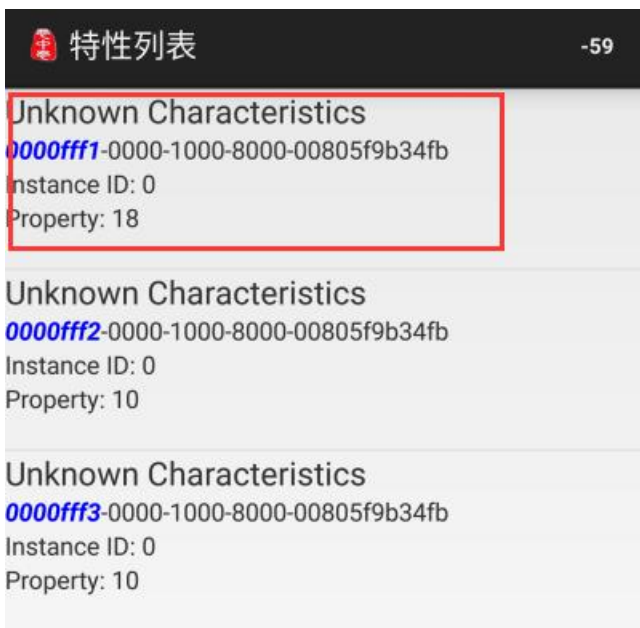 特性列表
-59
Unknown Characteristics
0000fff1-0000-1000-8000-00805f9b34fb
Instance ID: 0
Property: 18
Unknown Characteristics
0000fff2-0000-1000-8000-00805f9b34fb
Instance ID: 0
Property: 10
Unknown Characteristics
0000fff3-0000-1000-8000-00805f9b34fb
Instance ID: 0
Property: 10